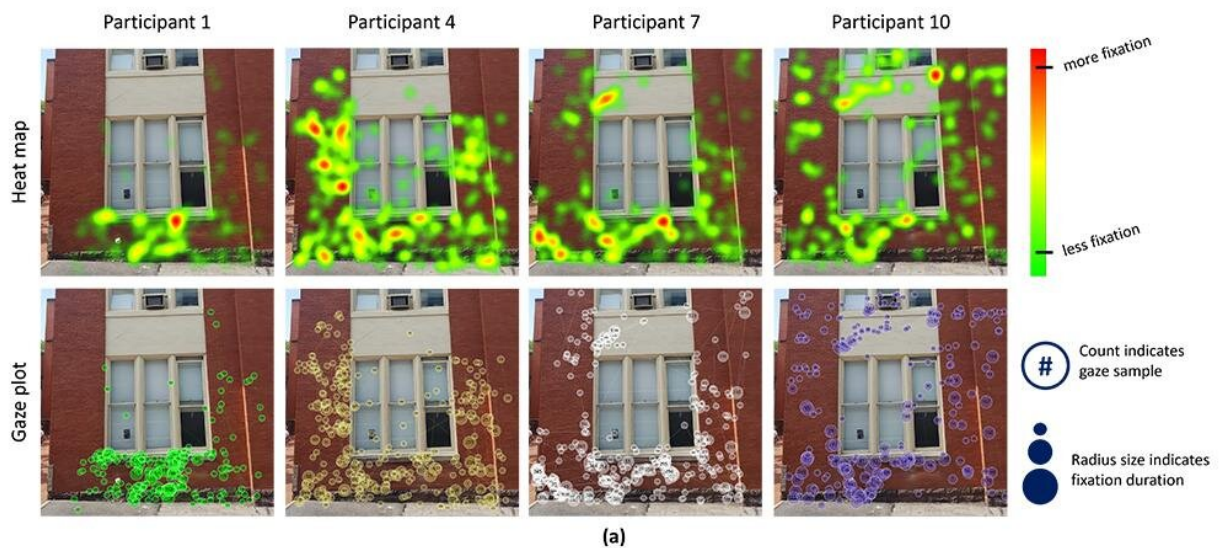 Participant 1
Participant 4
Participant 7
Participant 10
Heat map
more fixation
less fixation
Gaze plot
#
Count indicates
gaze sample
Radius size indicates
fixation duration
(a)